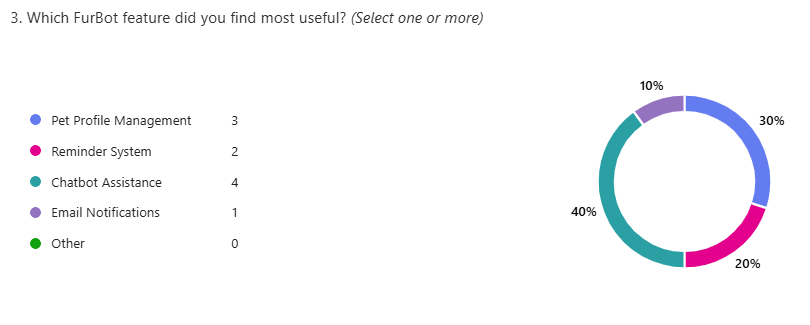 3. Which FurBot feature did you find most useful? (Select one or more)
Pet Profile Management 3
Reminder System 2
Chatbot Assistance 4
Email Notifications 1
Other 0
10%
30%
40%
20%